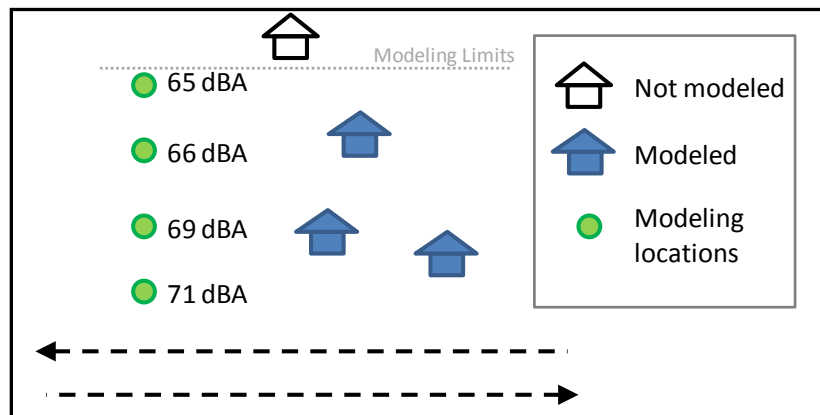 Modeling Limits
65 dBA
66 dBA
69 dBA
71 dBA
Not modeled
Modeled
Modeling
locations